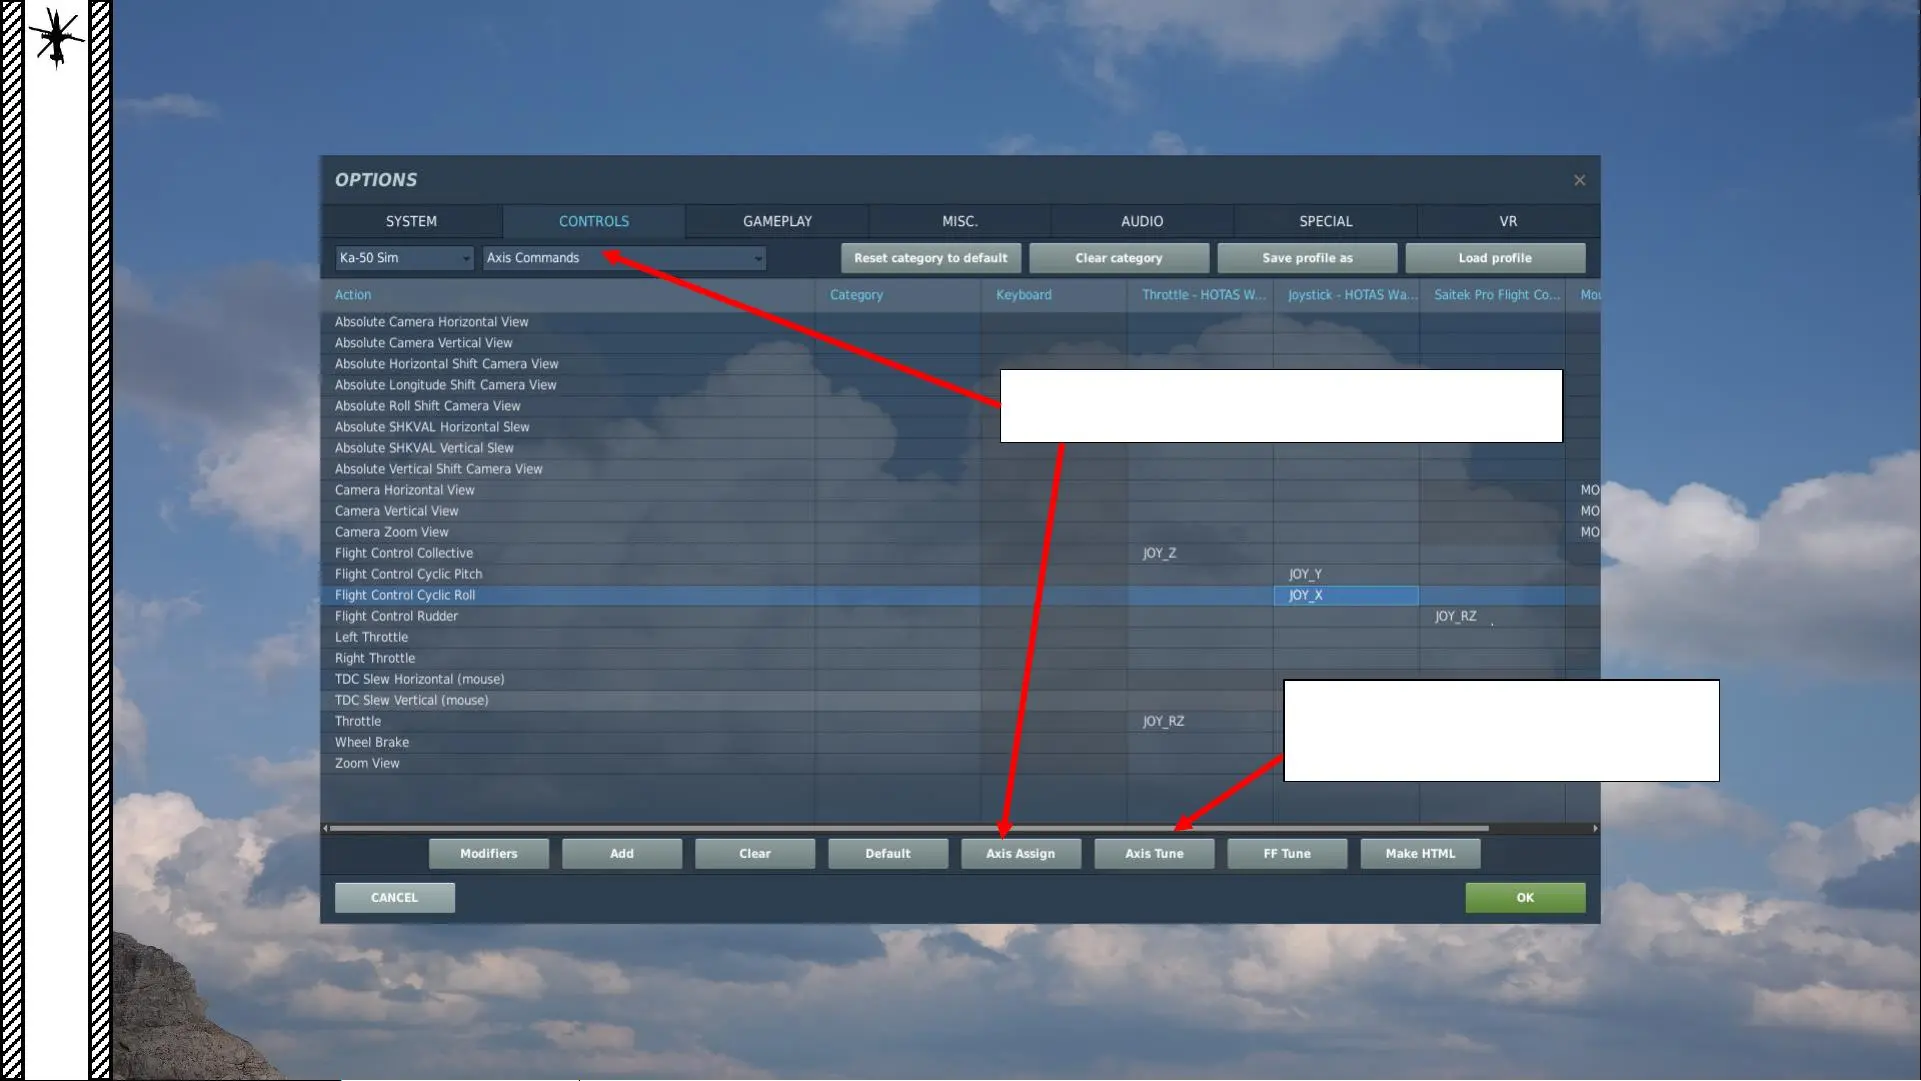 OPTIONS
×
SYSTEM CONTROLS GAMEPLAY MISC. AUDIO SPECIAL VR
Ka-50 Sim Axis Commands Reset category to default Clear category Save profile as Load profile
Action Category Keyboard Throttle - HOTAS W... Joystick - HOTAS Wa... Saitek Pro Flight Co... Mou
Absolute Camera Horizontal View
Absolute Camera Vertical View
Absolute Horizontal Shift Camera View
Absolute Longitude Shift Camera View
Absolute Roll Shift Camera View
Absolute SHKVAL Horizontal Slew
Absolute SHKVAL Vertical Slew
Absolute Vertical Shift Camera View
Camera Horizontal View MO
Camera Vertical View MO
Camera Zoom View MO
Flight Control Collective JOY_Z
Flight Control Cyclic Pitch JOY_Y
Flight Control Cyclic Roll JOY_X
Flight Control Rudder JOY_RZ
Left Throttle
Right Throttle
TDC Slew Horizontal (mouse)
TDC Slew Vertical (mouse)
Throttle JOY_RZ
Wheel Brake
Zoom View
Modifiers Add Clear Default Axis Assign Axis Tune FF Tune Make HTML
CANCEL OK